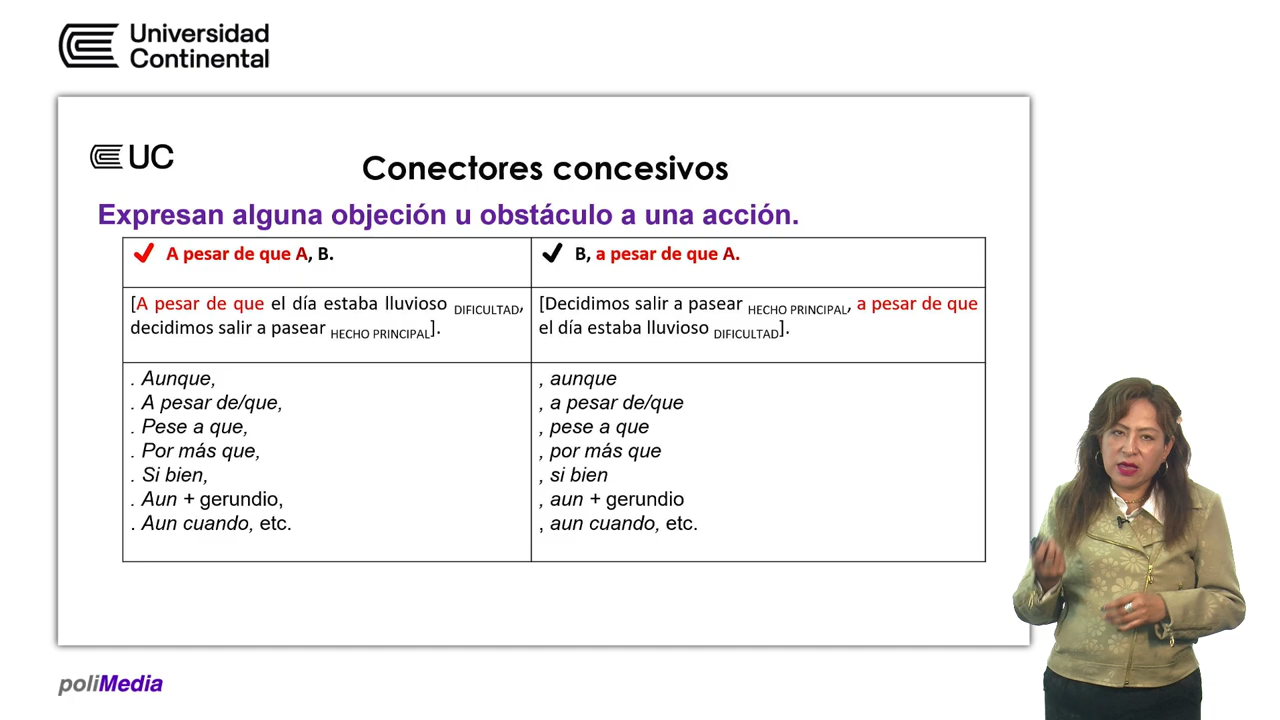 Universidad
Continental
UC
Conectores concesivos
Expresan alguna objeción u obstáculo a una acción.
A pesar de que A, B.
[A pesar de que el día estaba lluvioso DIFICULTAD,
decidimos salir a pasear HECHO PRINCIPAL].
. Aunque,
. A pesar de/que,
. Pese a que,
. Por más que,
. Si bien,
. Aun + gerundio,
. Aun cuando, etc.
B, a pesar de que A.
[Decidimos salir a pasear HECHO PRINCIPAL, a pesar de que
el día estaba lluvioso DIFICULTAD].
, aunque
, a pesar de/que
, pese a que
, por más que
, si bien
, aun + gerundio
, aun cuando, etc.
poliMedia